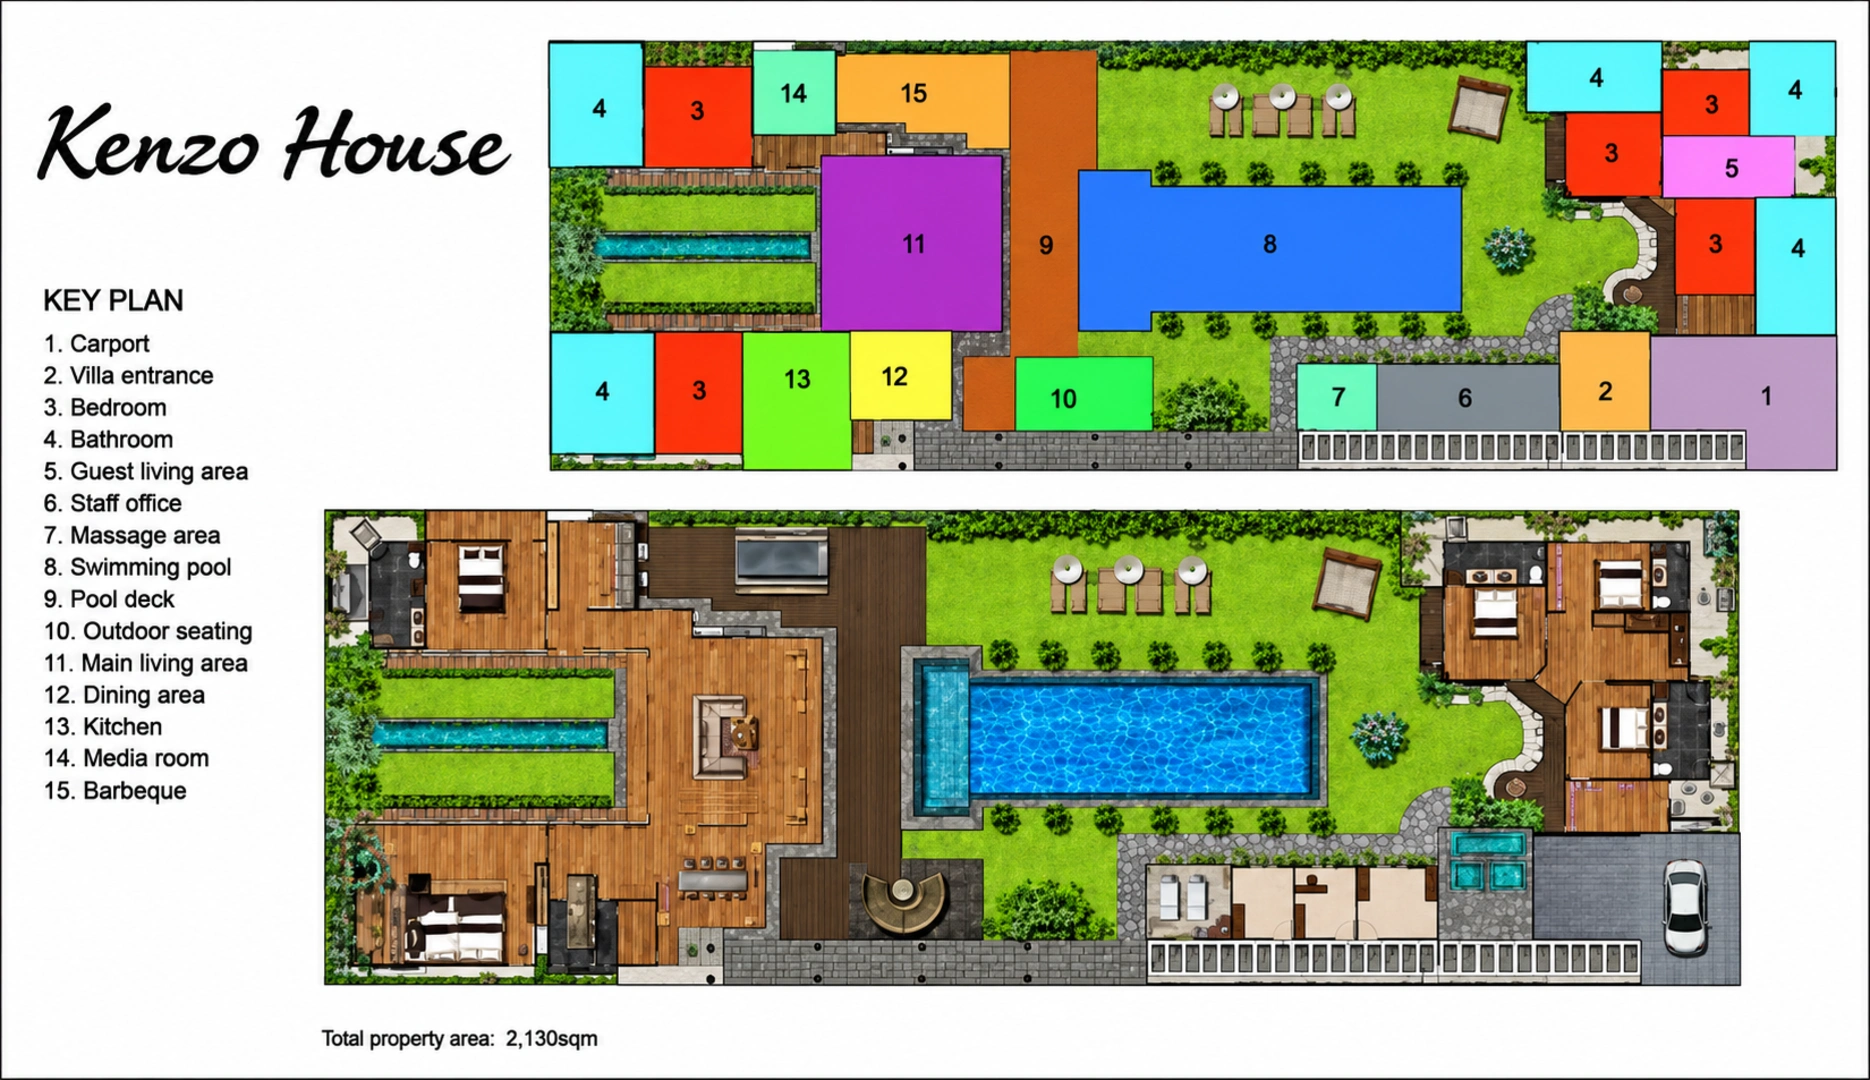 Kenzo House
KEY PLAN
1. Carport
2. Villa entrance
3. Bedroom
4. Bathroom
5. Guest living area
6. Staff office
7. Massage area
8. Swimming pool
9. Pool deck
10. Outdoor seating
11. Main living area
12. Dining area
13. Kitchen
14. Media room
15. Barbeque
4
3
14
15
4
3
4
3
5
11
9
8
3
4
4
3
13
12
10
7
6
2
1
Total property area: 2,130sqm